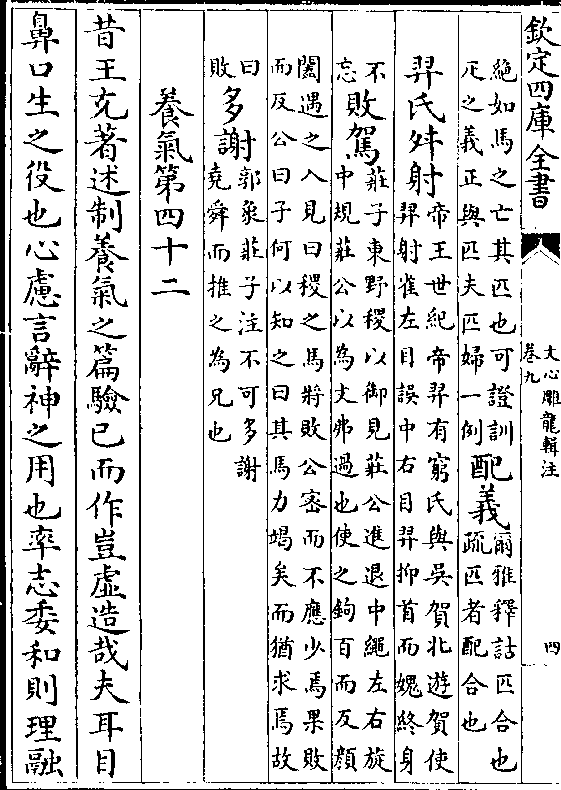 欽定四庫全書
文心雕龍輯注
卷九
四
絶如馬之亡其匹也可證訓
疋之義正與匹夫匹婦一例
配義
爾雅釋詁匹合也
疏匹者配合也
羿氏舛射
帝王世紀帝羿有窮氏與吳賀北遊賀使
羿射雀左目誤中右目羿抑首而媿終身
不
忘
敗駕
莊子東野稷以御見莊公進退中繩左右旋
中規莊公以為文弗過也使之鉤百而反顔
闔遇之入見曰稷之馬將敗公密而不應少焉果敗
而反公曰子何以知之曰其馬力竭矣而猶求焉故
曰
敗
多謝
郭象莊子注不可多謝
堯舜而推之為兄也
養氣第四十二
昔王充著述制養氣之篇驗已而作豈虛造哉夫耳目
鼻口生之役也心慮言辭神之用也率志委和則理融